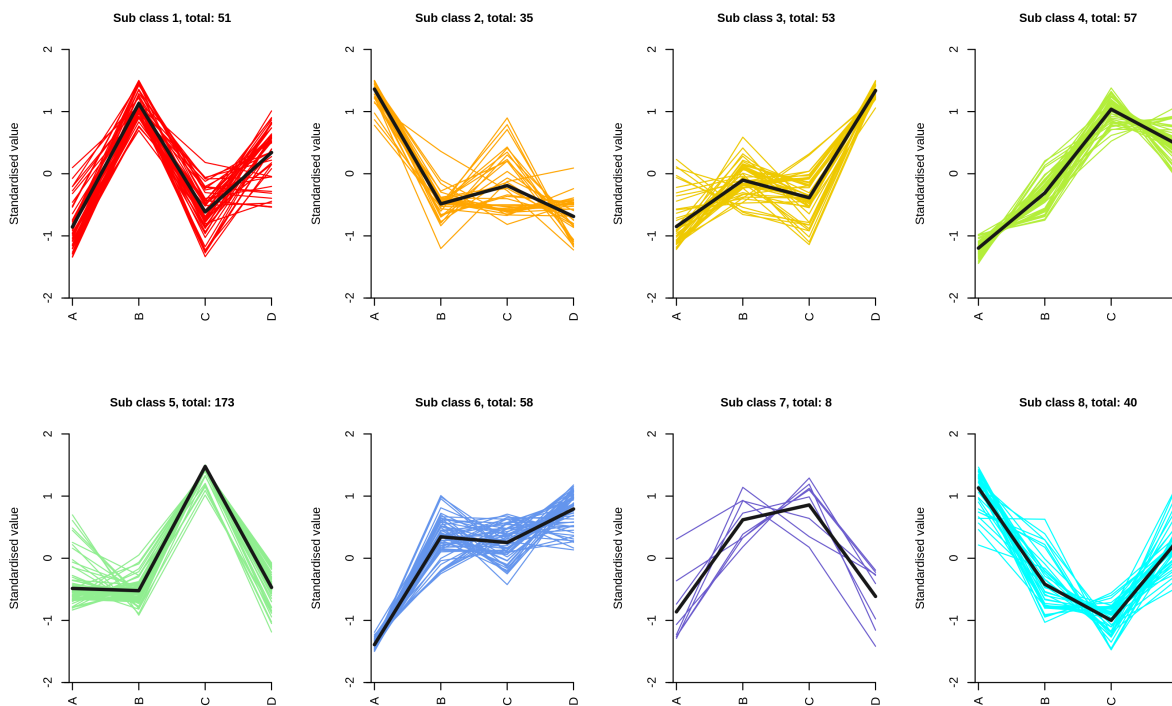 Sub class 1, total: 51
Standardised value
2
1
0
-1
-2
A
B
C
D
Sub class 2, total: 35
Standardised value
2
1
0
-1
-2
A
B
C
D
Sub class 3, total: 53
Standardised value
2
1
0
-1
-2
A
B
C
D
Sub class 4, total: 57
Standardised value
2
1
0
-1
-2
A
B
C
Sub class 5, total: 173
Standardised value
2
1
0
-1
-2
A
B
C
D
Sub class 6, total: 58
Standardised value
2
1
0
-1
-2
A
B
C
D
Sub class 7, total: 8
Standardised value
2
1
0
-1
-2
A
B
C
D
Sub class 8, total: 40
Standardised value
2
1
0
-1
-2
A
B
C